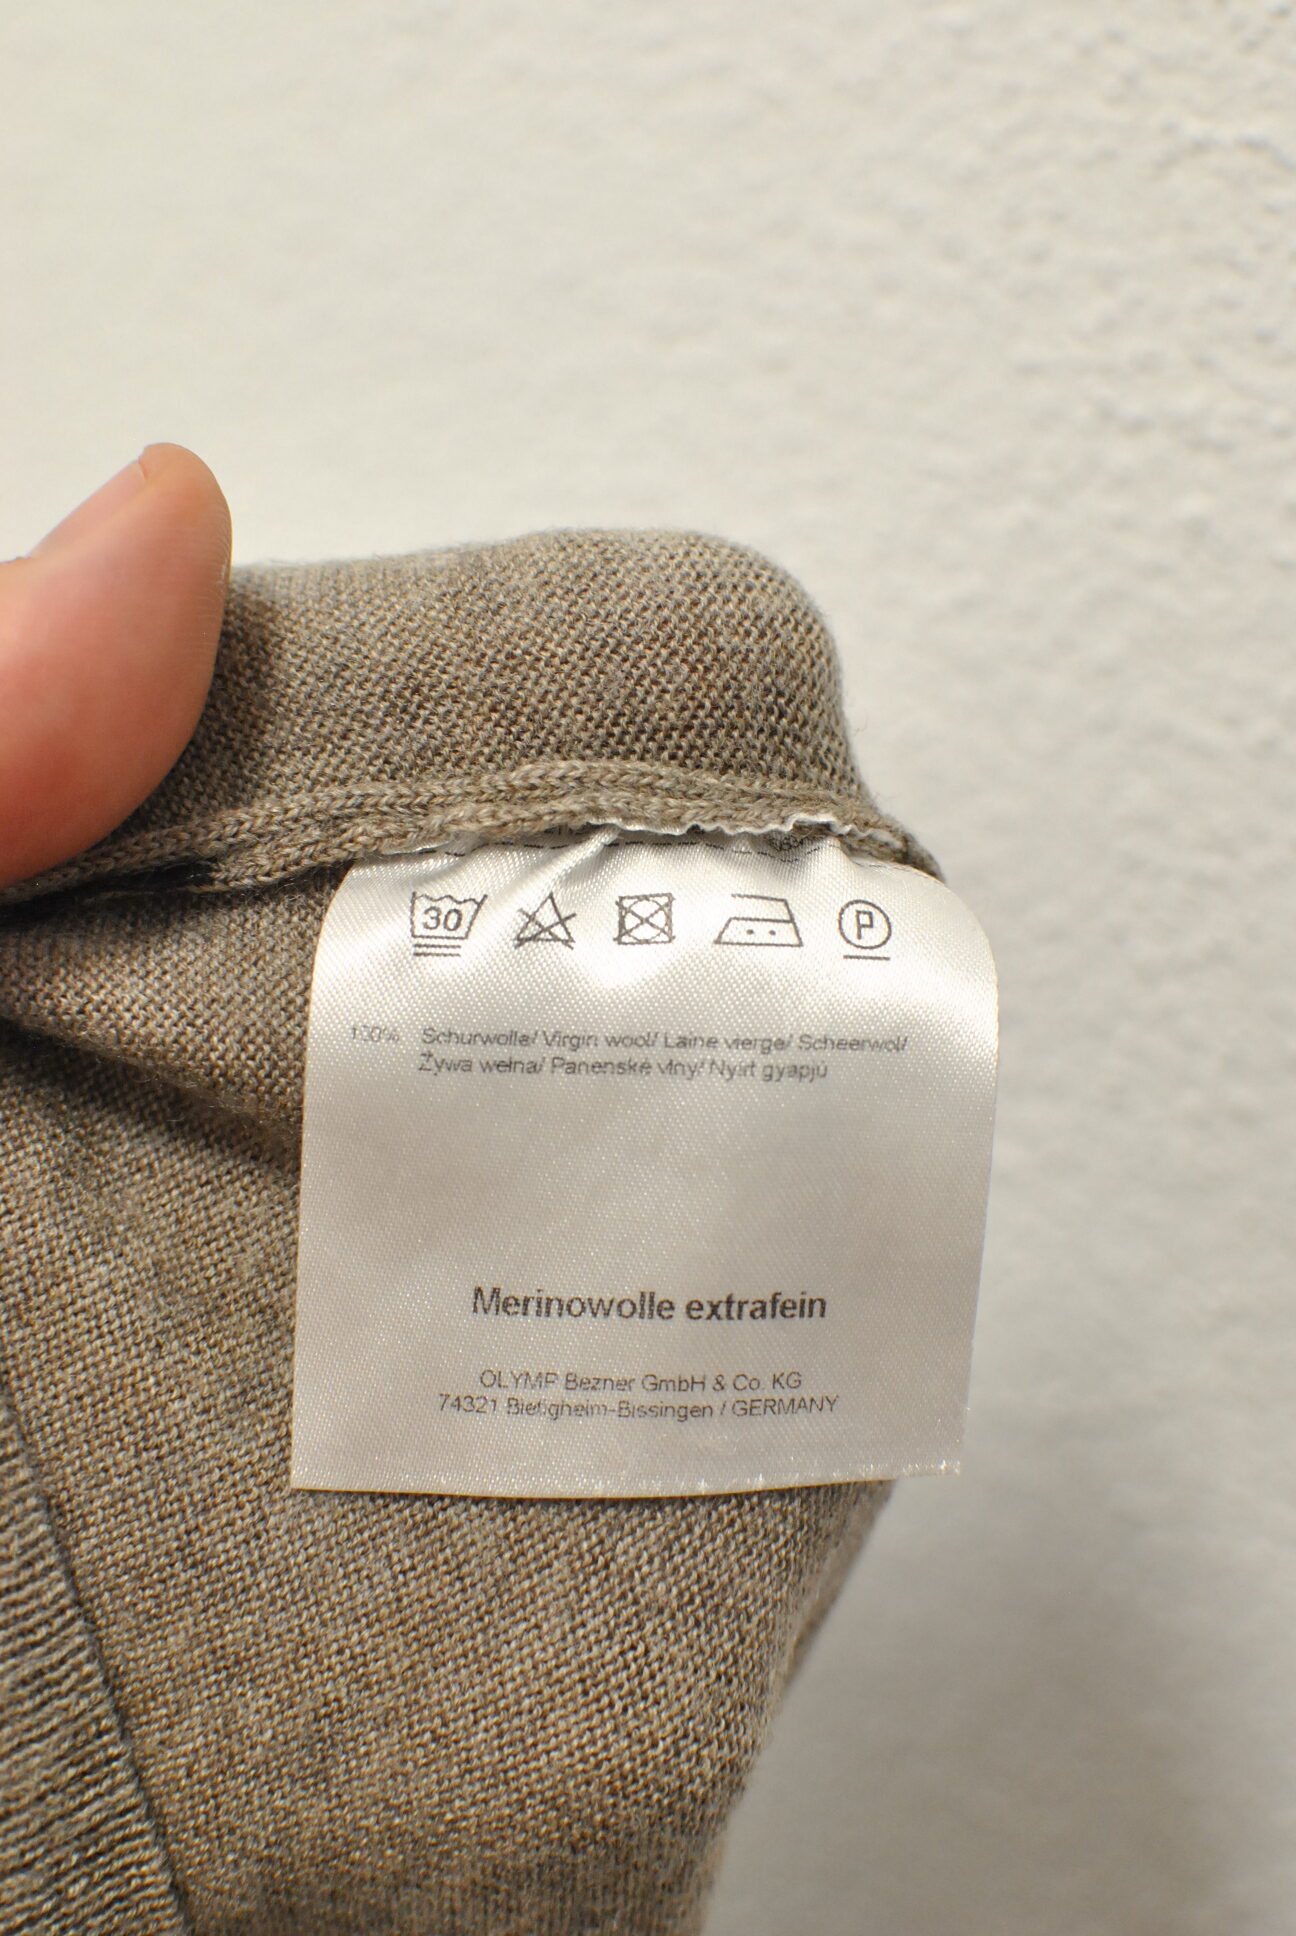 30 P
100% Schurwolle/ Virgin wool/ Laine vierge/ Scheerwol/
Żywa wełna/ Panenské vlny/ Nyírt gyapjú
Merinowolle extrafein
OLYMP Bezner GmbH & Co. KG
74321 Bietigheim-Bissingen / GERMANY